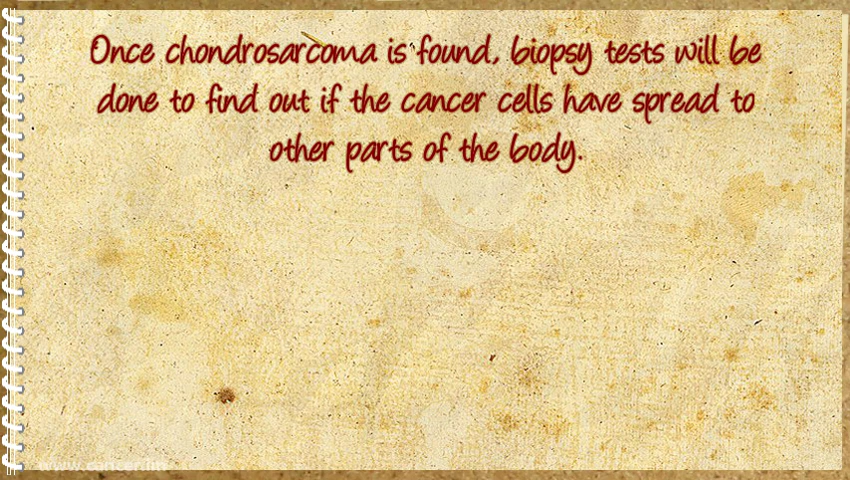 Once chondrosarcoma is found, biopsy tests will be
done to find out if the cancer cells have spread to
other parts of the body.